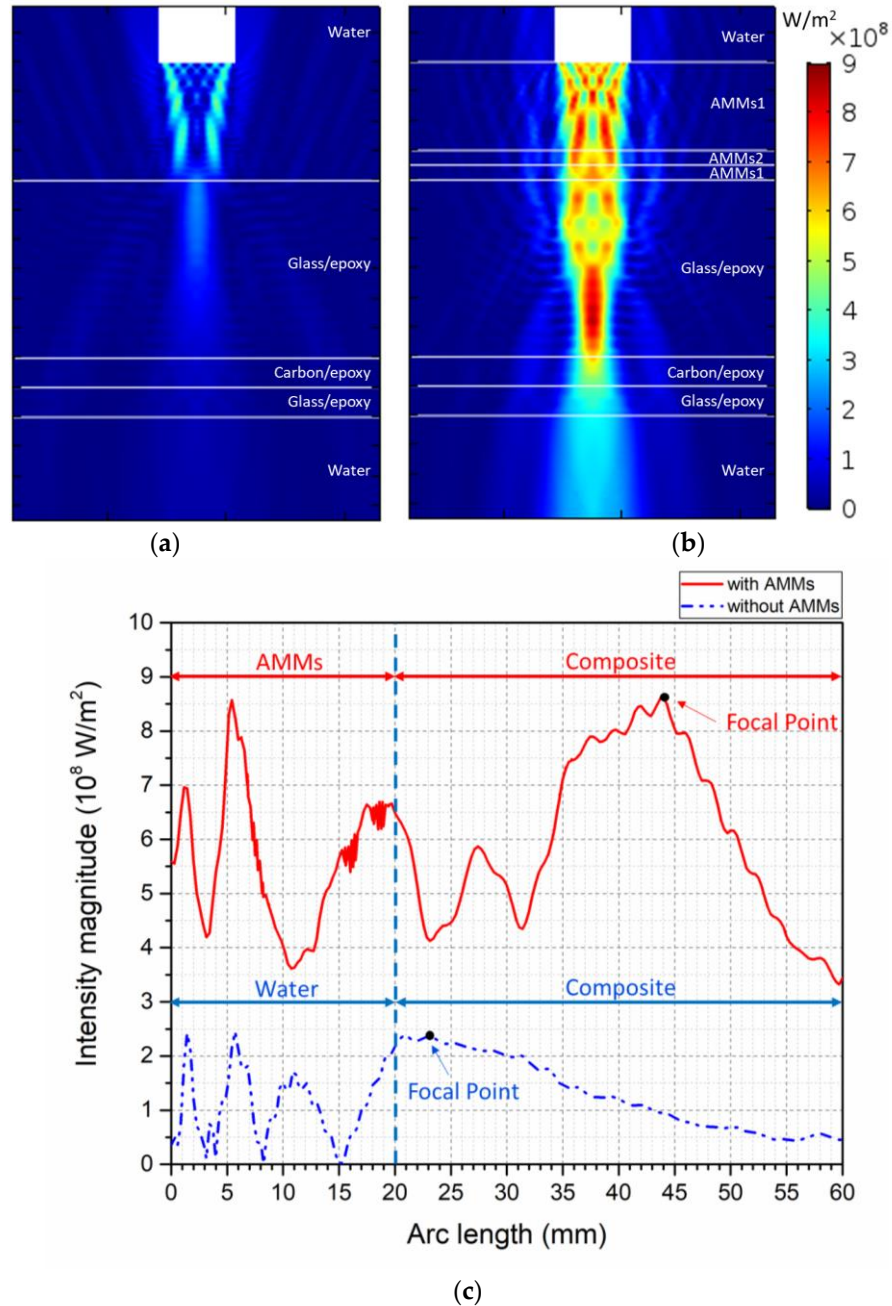 Water
Glass/epoxy
Carbon/epoxy
Glass/epoxy
Water
(a)
Water
AMMs1
AMMs2
AMMs1
Glass/epoxy
Carbon/epoxy
Glass/epoxy
Water
(b)
W/m²
×10⁸
9
8
7
6
5
4
3
2
1
0
with AMMs
without AMMs
Intensity magnitude (10⁸ W/m²)
10
9
8
7
6
5
4
3
2
1
0
AMMs
Composite
Focal Point
Water
Composite
Focal Point
0 5 10 15 20 25 30 35 40 45 50 55 60
Arc length (mm)
(c)